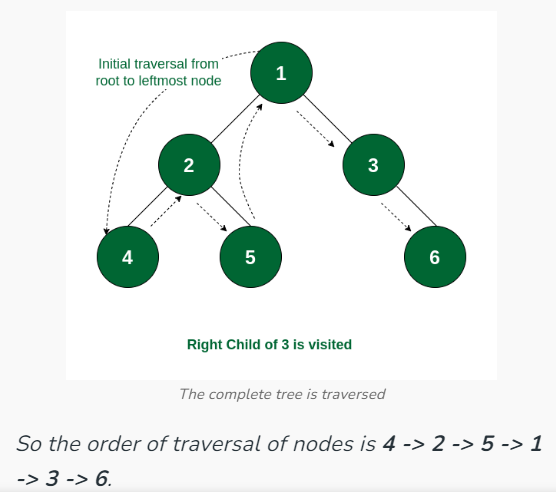 Initial traversal from
root to leftmost node
1
2
3
4
5
6
Right Child of 3 is visited
The complete tree is traversed
So the order of traversal of nodes is 4 -> 2 -> 5 -> 1
-> 3 -> 6.